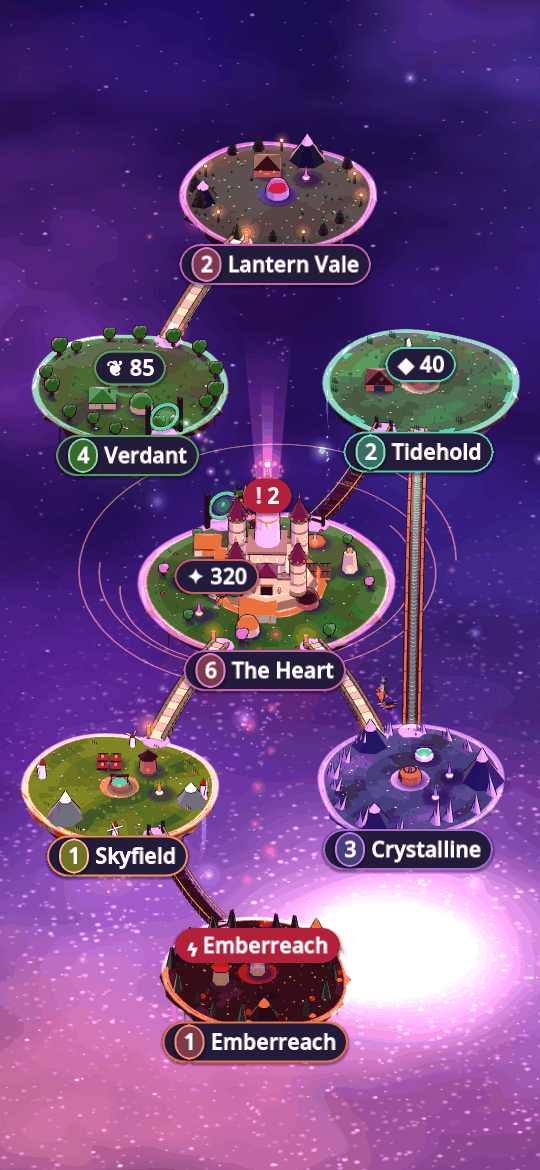 2 Lantern Vale
85
4 Verdant
40
2 Tidehold
! 2
320
6 The Heart
1 Skyfield
3 Crystalline
Emberreach
1 Emberreach